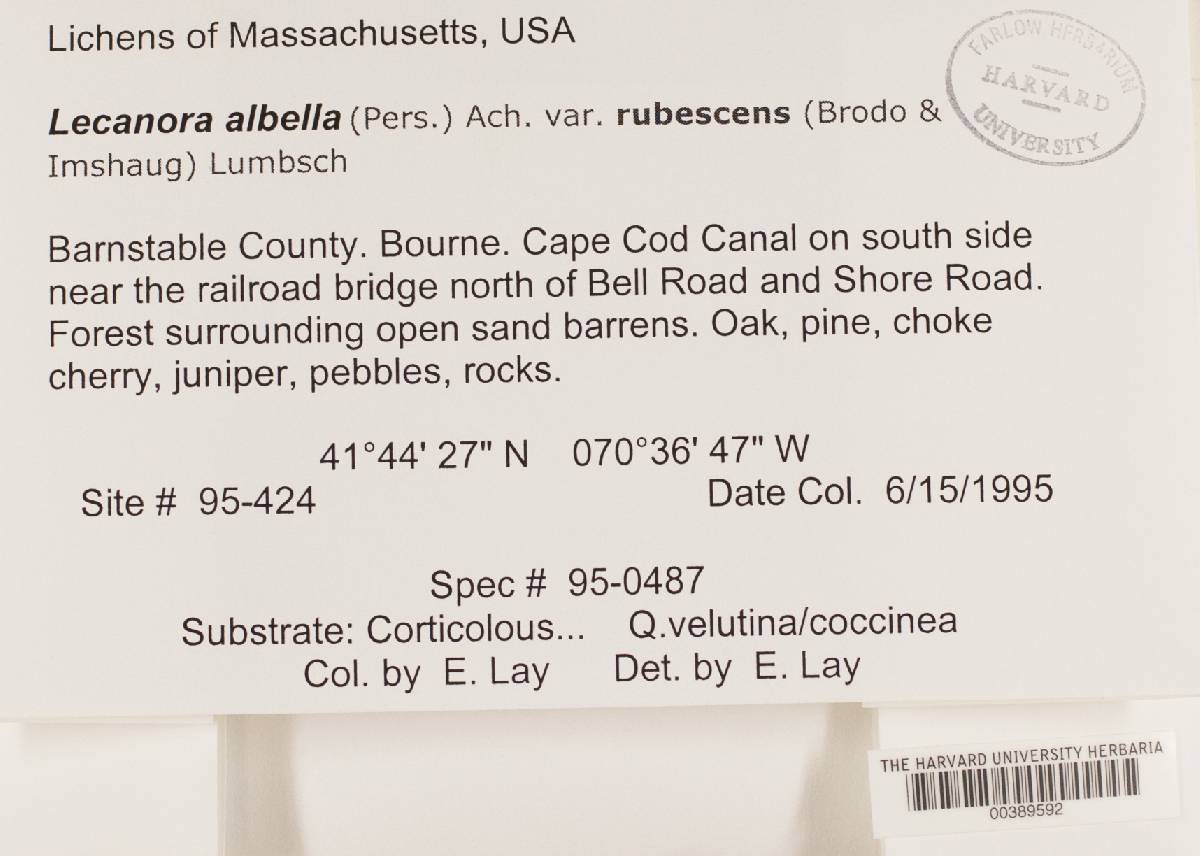 Lichens of Massachusetts, USA
FARLOW HERBARIUM
HARVARD
UNIVERSITY
Lecanora albella (Pers.) Ach. var. rubescens (Brodo &
Imshaug) Lumbsch
Barnstable County. Bourne. Cape Cod Canal on south side
near the railroad bridge north of Bell Road and Shore Road.
Forest surrounding open sand barrens. Oak, pine, choke
cherry, juniper, pebbles, rocks.
41°44' 27" N 070°36' 47" W
Site # 95-424 Date Col. 6/15/1995
Spec # 95-0487
Substrate: Corticolous... Q.velutina/coccinea
Col. by E. Lay Det. by E. Lay
THE HARVARD UNIVERSITY HERBARIA
00389592